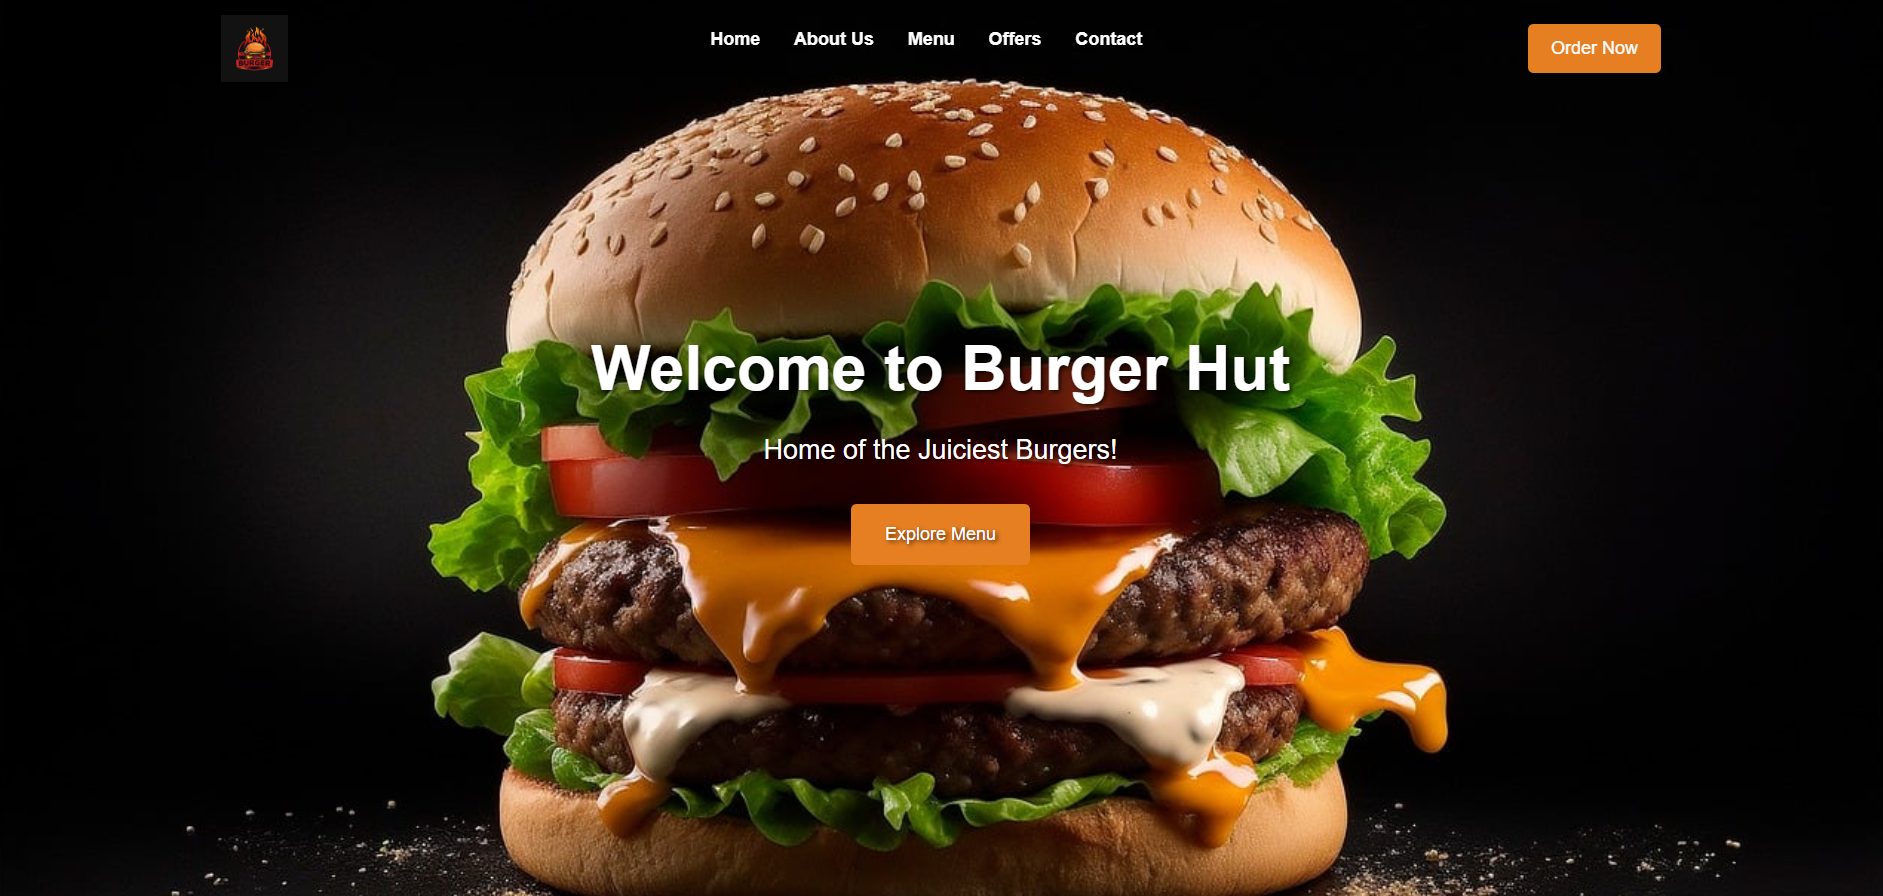 BURGER
Home About Us Menu Offers Contact
Order Now
Welcome to Burger Hut
Home of the Juiciest Burgers!
Explore Menu